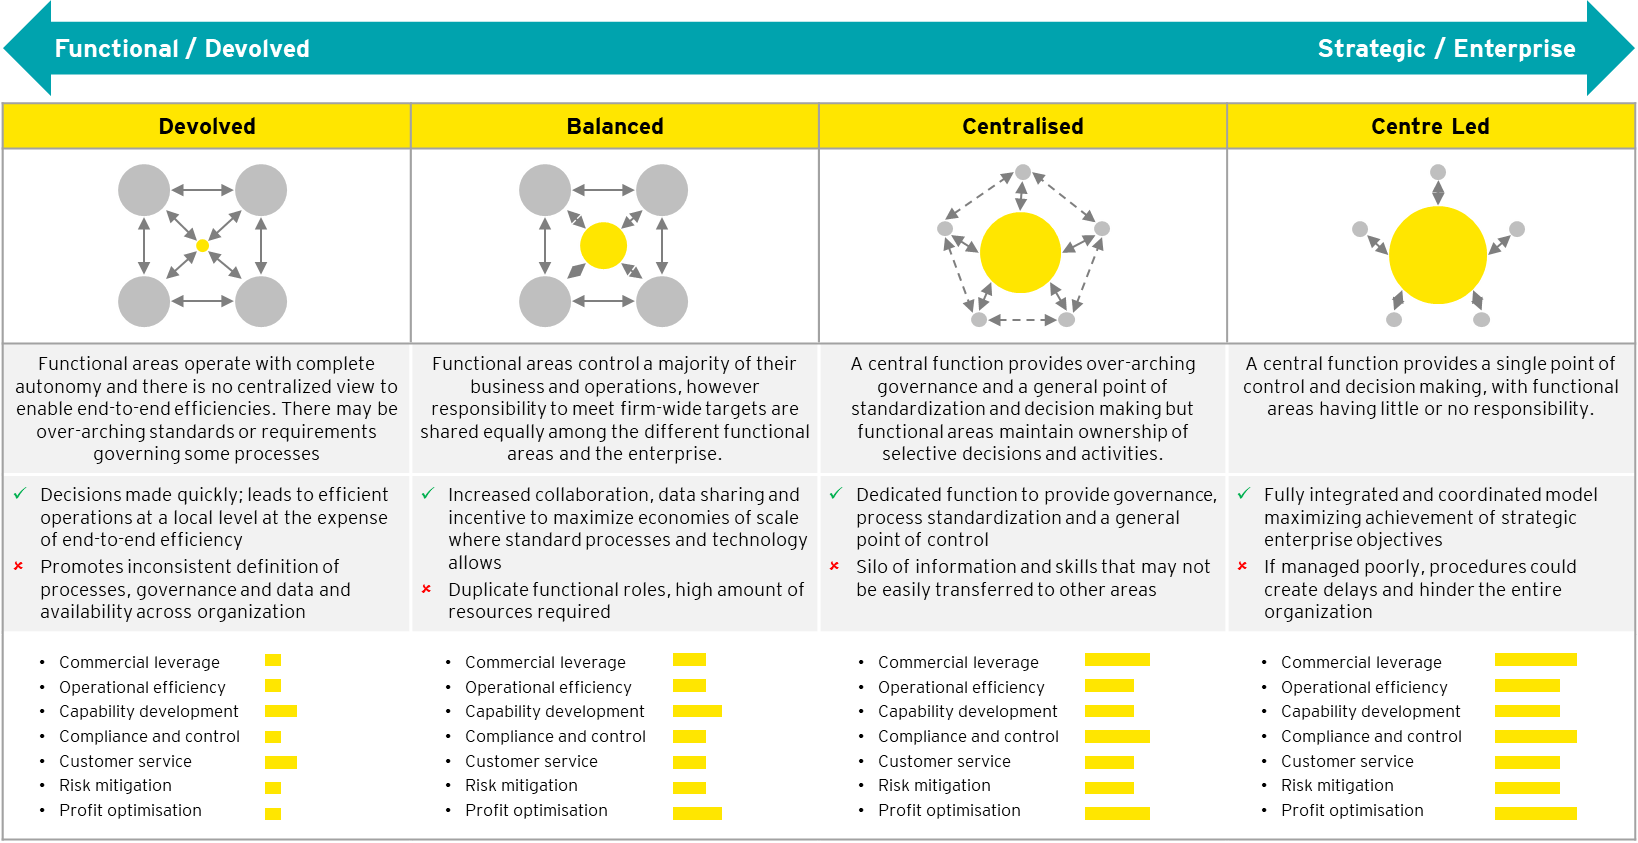 Functional / Devolved
Strategic / Enterprise
Devolved
Balanced
Centralised
Centre Led
Functional areas operate with complete
autonomy and there is no centralized view to
enable end-to-end efficiencies. There may be
over-arching standards or requirements
governing some processes
Functional areas control a majority of their
business and operations, however
responsibility to meet firm-wide targets are
shared equally among the different functional
areas and the enterprise.
A central function provides over-arching
governance and a general point of
standardization and decision making but
functional areas maintain ownership of
selective decisions and activities.
A central function provides a single point of
control and decision making, with functional
areas having little or no responsibility.
✓ Decisions made quickly; leads to efficient
operations at a local level at the expense
of end-to-end efficiency
✗ Promotes inconsistent definition of
processes, governance and data and
availability across organization
✓ Increased collaboration, data sharing and
incentive to maximize economies of scale
where standard processes and technology
allows
✗ Duplicate functional roles, high amount of
resources required
✓ Dedicated function to provide governance,
process standardization and a general
point of control
✗ Silo of information and skills that may not
be easily transferred to other areas
✓ Fully integrated and coordinated model
maximizing achievement of strategic
enterprise objectives
✗ If managed poorly, procedures could
create delays and hinder the entire
organization
• Commercial leverage
• Operational efficiency
• Capability development
• Compliance and control
• Customer service
• Risk mitigation
• Profit optimisation
• Commercial leverage
• Operational efficiency
• Capability development
• Compliance and control
• Customer service
• Risk mitigation
• Profit optimisation
• Commercial leverage
• Operational efficiency
• Capability development
• Compliance and control
• Customer service
• Risk mitigation
• Profit optimisation
• Commercial leverage
• Operational efficiency
• Capability development
• Compliance and control
• Customer service
• Risk mitigation
• Profit optimisation